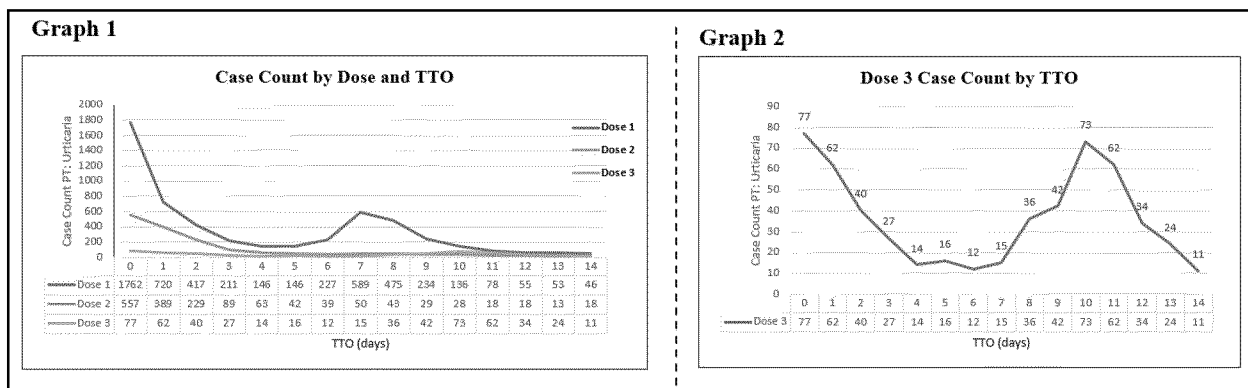 Graph 1
Case Count by Dose and TTO
Case Count PT: Urticaria
2000
1800
1600
1400
1200
1000
800
600
400
200
0
Dose 1
Dose 2
Dose 3
0 1 2 3 4 5 6 7 8 9 10 11 12 13 14
Dose 1 1762 720 417 211 146 146 227 589 475 234 136 78 55 53 46
Dose 2 557 389 229 89 63 42 39 50 43 29 28 18 18 13 18
Dose 3 77 62 40 27 14 16 12 15 36 42 73 62 34 24 11
TTO (days)
Graph 2
Dose 3 Case Count by TTO
Case Count PT: Urticaria
90
80
70
60
50
40
30
20
10
0
77
62
40
27
14
16
12
15
36
42
73
62
34
24
11
0 1 2 3 4 5 6 7 8 9 10 11 12 13 14
Dose 3 77 62 40 27 14 16 12 15 36 42 73 62 34 24 11
TTO (days)